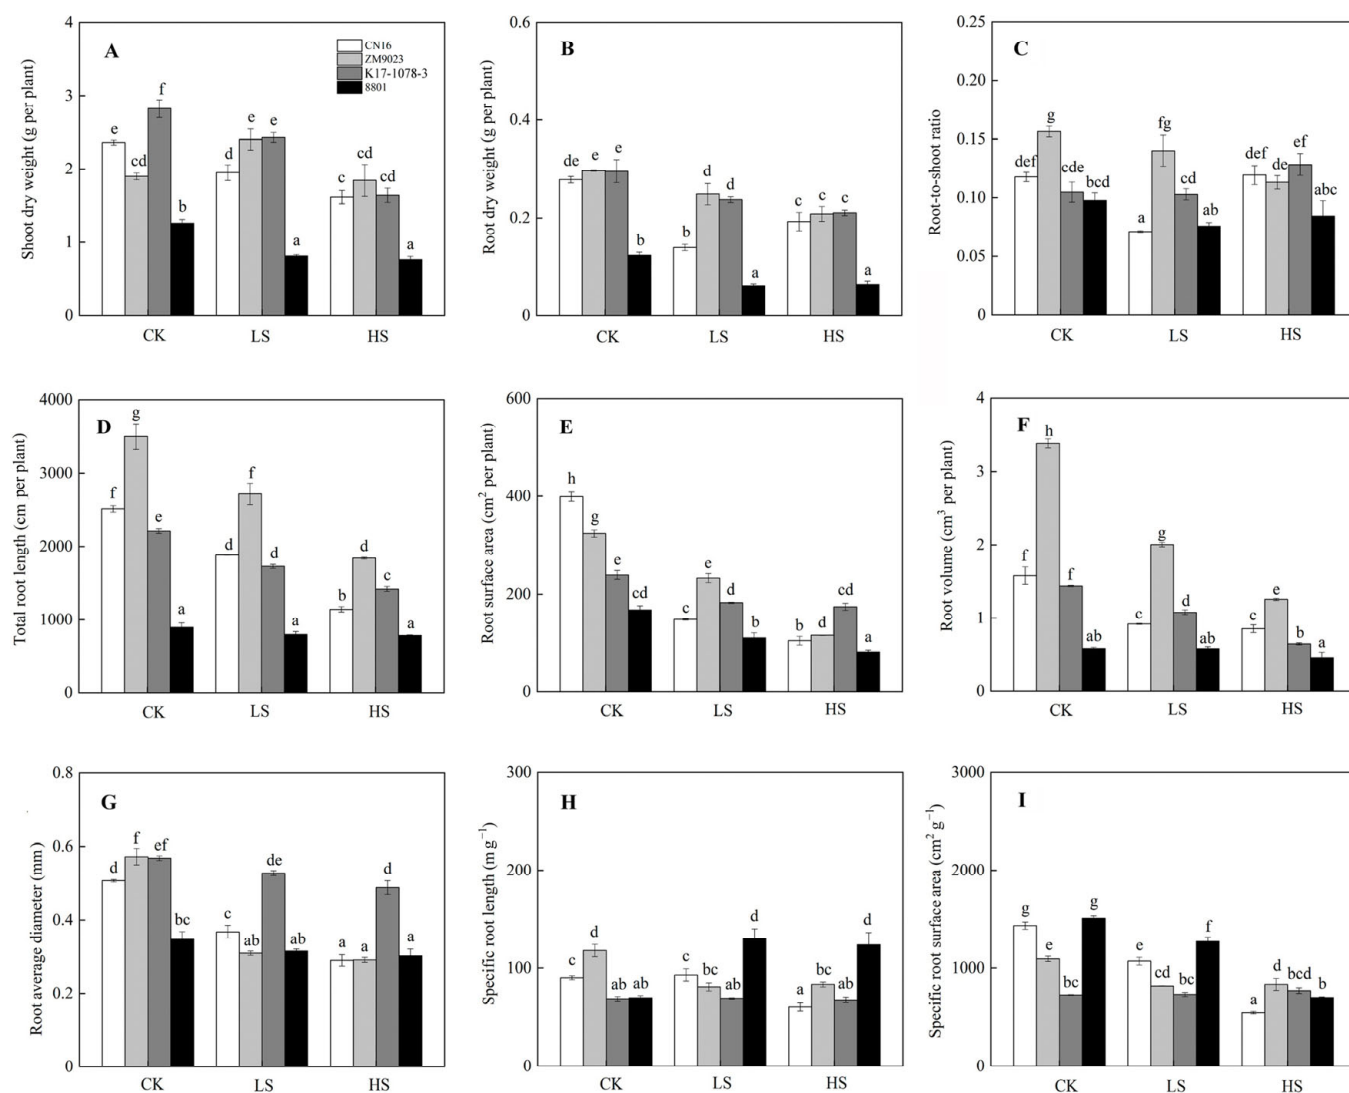 A
CN16
ZM9023
K17-1078-3
8801
Shoot dry weight (g per plant)
4
3
2
1
0
e
cd
f
b
d
e
e
a
c
cd
cd
a
CK
LS
HS
B
Root dry weight (g per plant)
0.6
0.4
0.2
0
de
e
e
b
b
d
d
a
c
c
c
a
CK
LS
HS
C
Root-to-shoot ratio
0.25
0.20
0.15
0.10
0.05
0
def
g
cde
bcd
a
fg
cd
ab
def
de
ef
abc
CK
LS
HS
D
Total root length (cm per plant)
4000
3000
2000
1000
0
f
g
e
a
d
f
d
a
b
d
c
a
CK
LS
HS
E
Root surface area (cm² per plant)
600
400
200
0
h
g
e
cd
c
e
d
b
b
d
cd
a
CK
LS
HS
F
Root volume (cm³ per plant)
4
3
2
1
0
f
h
f
ab
c
g
d
ab
c
e
b
a
CK
LS
HS
G
Root average diameter (mm)
0.8
0.6
0.4
0.2
0
d
f
ef
bc
c
ab
de
ab
a
a
d
a
CK
LS
HS
H
Specific root length (m g⁻¹)
300
200
100
0
c
d
ab
ab
c
bc
ab
d
a
bc
ab
d
CK
LS
HS
I
Specific root surface area (cm² g⁻¹)
3000
2000
1000
0
g
e
bc
g
e
cd
bc
f
a
d
bcd
b
CK
LS
HS